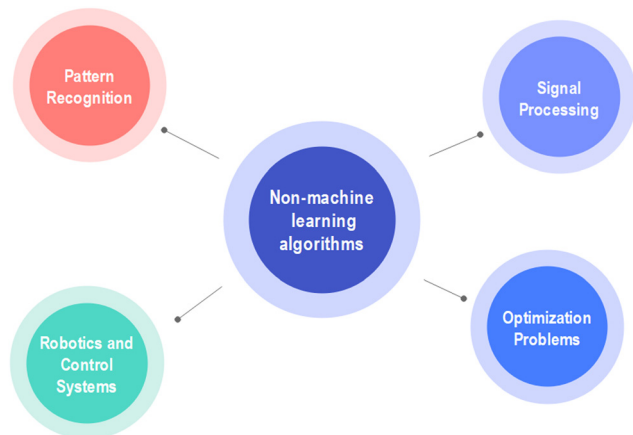 Pattern
Recognition
Signal
Processing
Non-machine
learning
algorithms
Robotics and
Control
Systems
Optimization
Problems